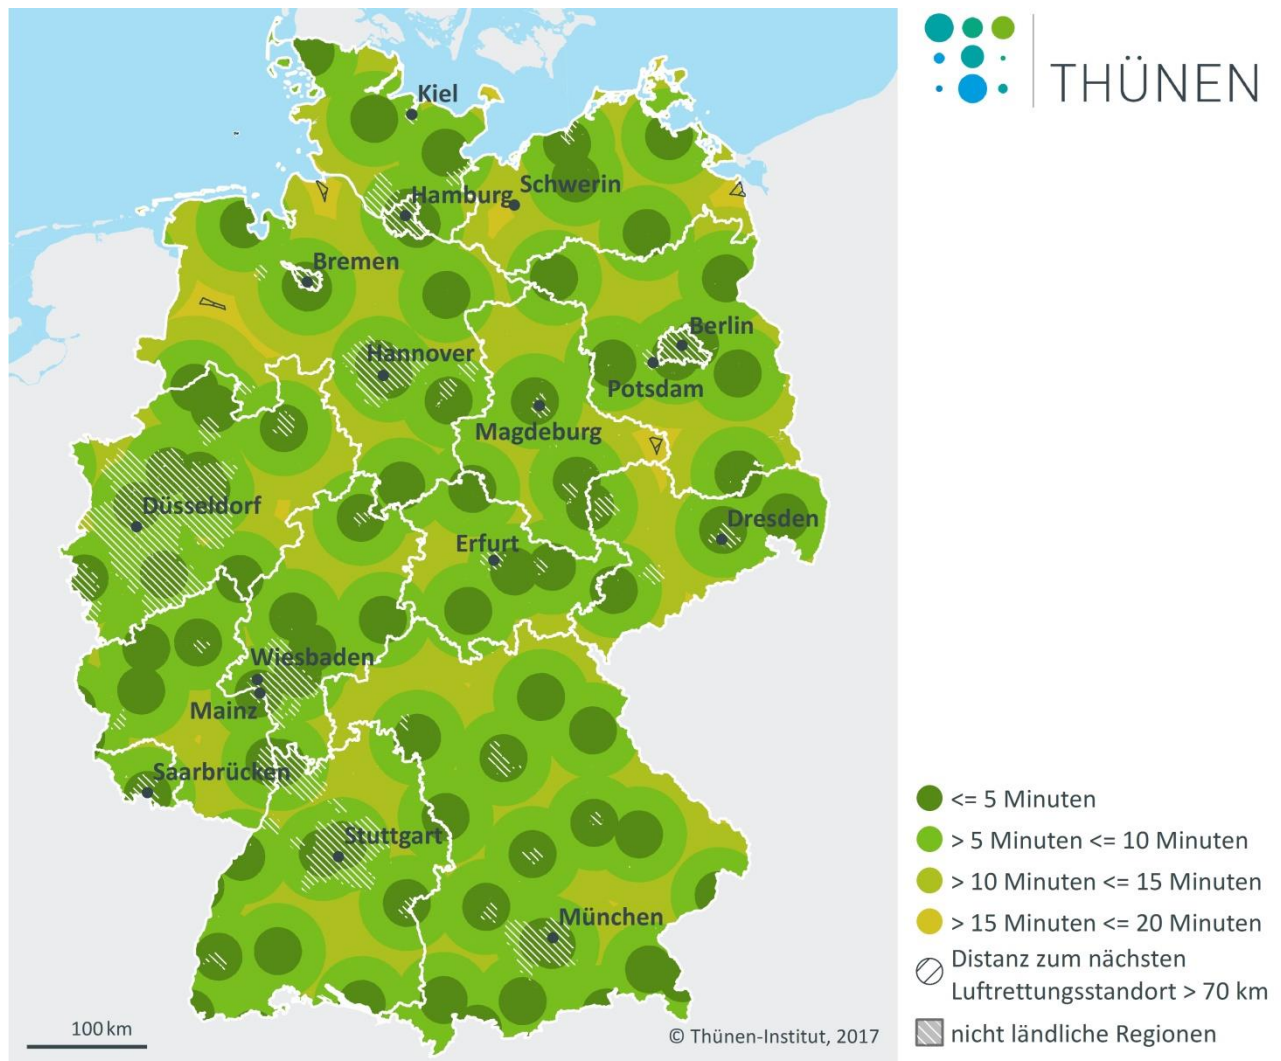 THÜNEN
Kiel
Schwerin
Hamburg
Bremen
Berlin
Hannover
Potsdam
Magdeburg
Düsseldorf
Dresden
Erfurt
Wiesbaden
Mainz
Saarbrücken
Stuttgart
München
<= 5 Minuten
> 5 Minuten <= 10 Minuten
> 10 Minuten <= 15 Minuten
> 15 Minuten <= 20 Minuten
Distanz zum nächsten
Luftrettungsstandort > 70 km
nicht ländliche Regionen
100 km
© Thünen-Institut, 2017